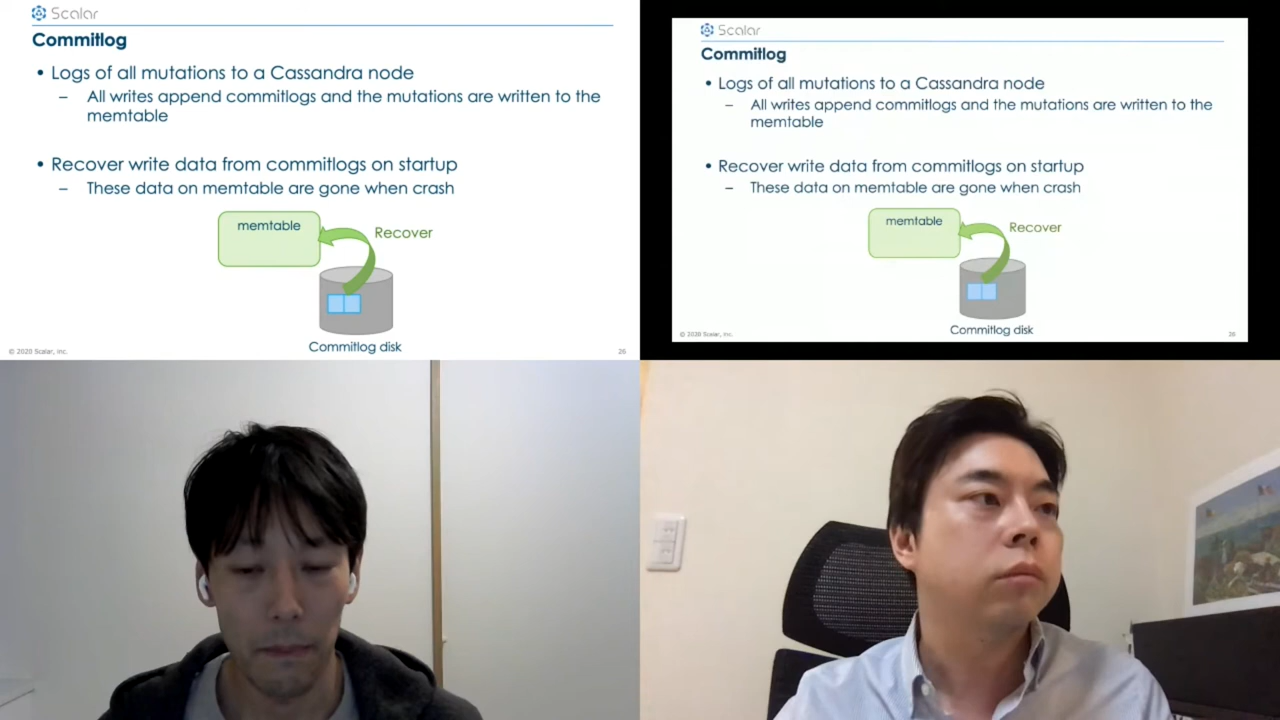 Scalar
Commitlog
• Logs of all mutations to a Cassandra node
– All writes append commitlogs and the mutations are written to the
memtable
• Recover write data from commitlogs on startup
– These data on memtable are gone when crash
memtable
Recover
Commitlog disk
© 2020 Scalar, inc.
26
Scalar
Commitlog
• Logs of all mutations to a Cassandra node
– All writes append commitlogs and the mutations are written to the
memtable
• Recover write data from commitlogs on startup
– These data on memtable are gone when crash
memtable
Recover
Commitlog disk
© 2020 Scalar, inc.
26